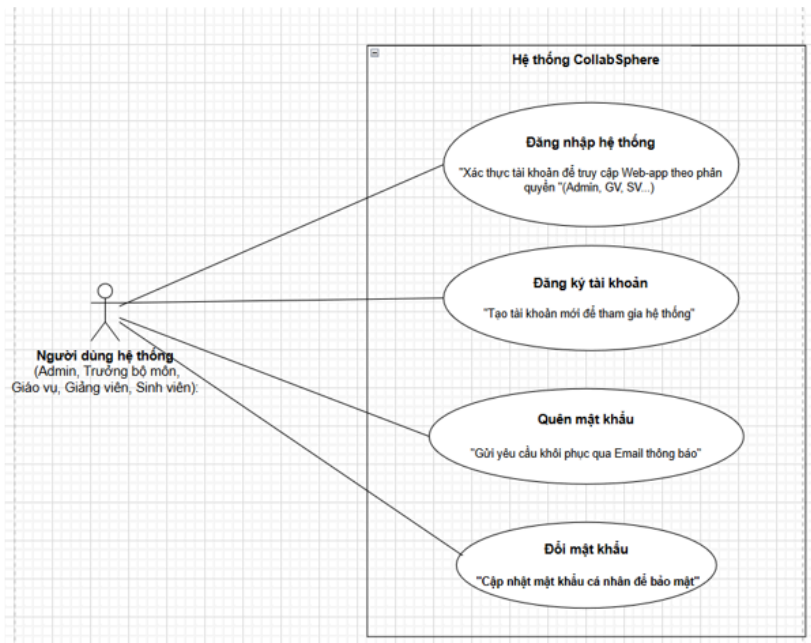 Hệ thống CollabSphere
Đăng nhập hệ thống
"Xác thực tài khoản để truy cập Web-app theo phân
quyền "(Admin, GV, SV...)
Đăng ký tài khoản
"Tạo tài khoản mới để tham gia hệ thống"
Người dùng hệ thống
(Admin, Trưởng bộ môn,
Giáo vụ, Giảng viên, Sinh viên):
Quên mật khẩu
"Gửi yêu cầu khôi phục qua Email thông báo"
Đổi mật khẩu
"Cập nhật mật khẩu cá nhân để bảo mật"